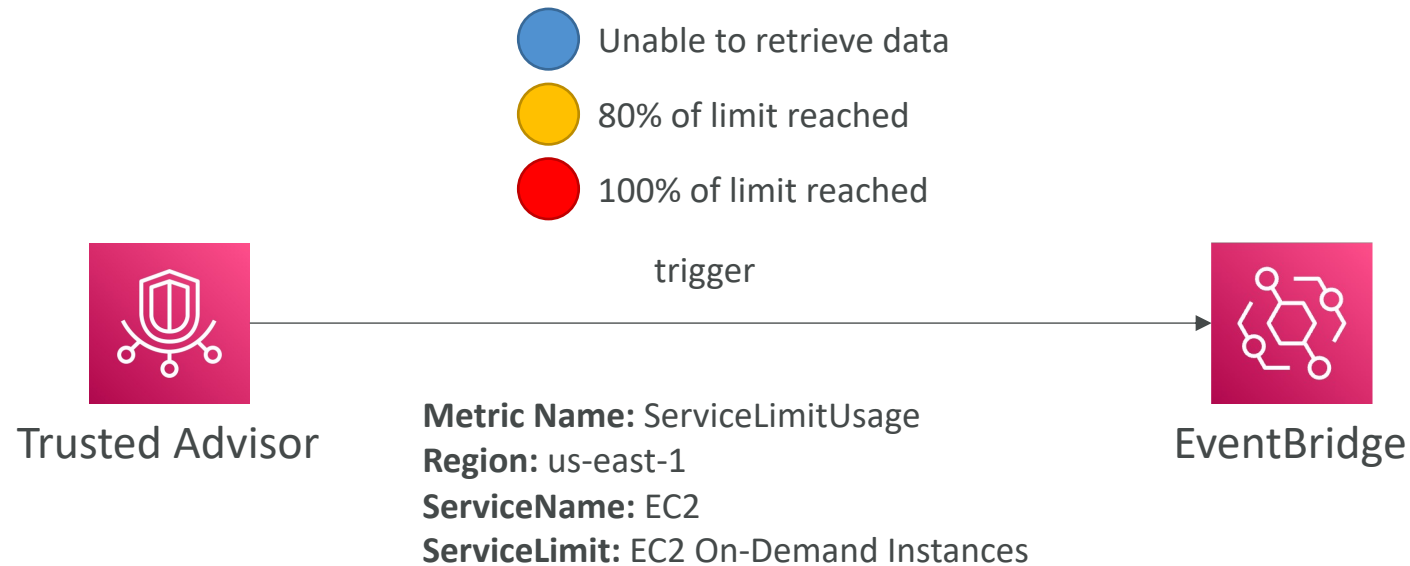 Unable to retrieve data
80% of limit reached
100% of limit reached
trigger
Trusted Advisor
EventBridge
Metric Name: ServiceLimitUsage
Region: us-east-1
ServiceName: EC2
ServiceLimit: EC2 On-Demand Instances